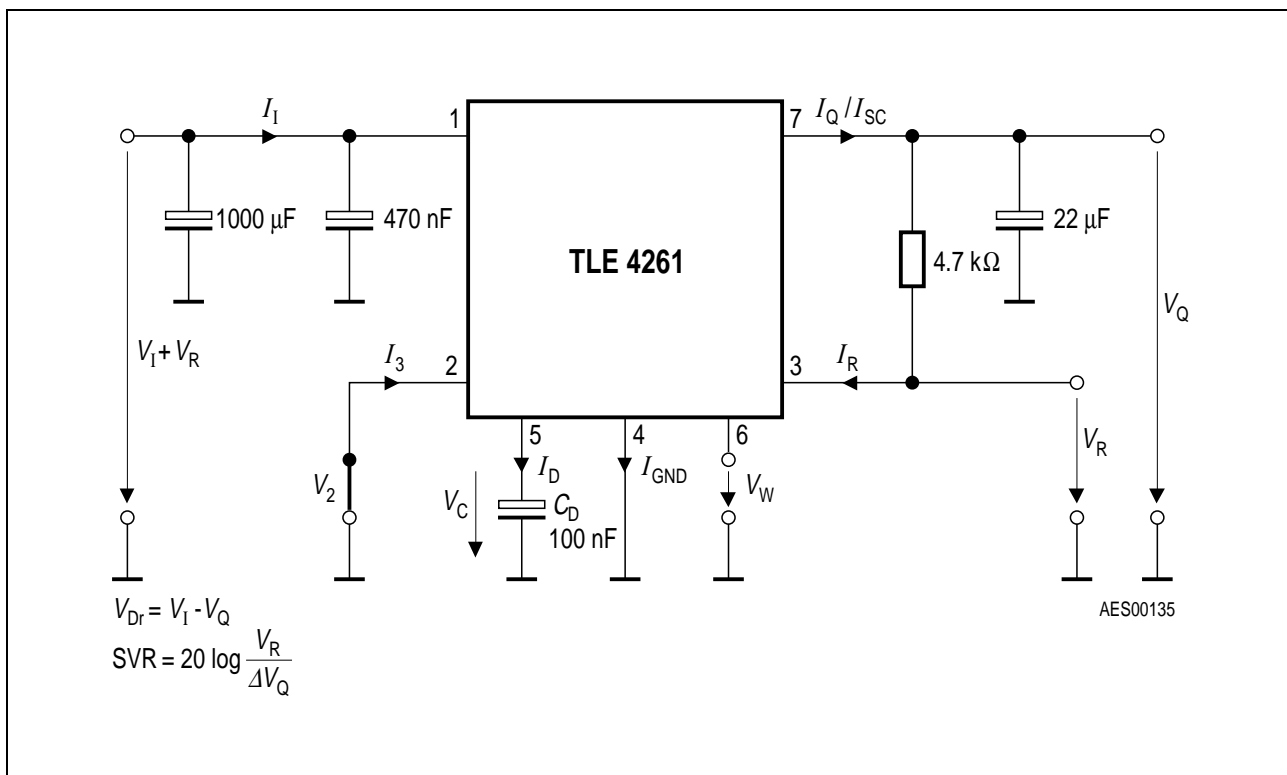 I_I
1
7
I_Q / I_SC
1000 µF
470 nF
TLE 4261
4.7 kΩ
22 µF
V_I + V_R
V_Q
I_3
2
3
I_R
5
4
6
V_2
V_C
I_D
C_D
100 nF
I_GND
V_W
V_R
V_Dr = V_I - V_Q
SVR = 20 log V_R / ΔV_Q
AES00135